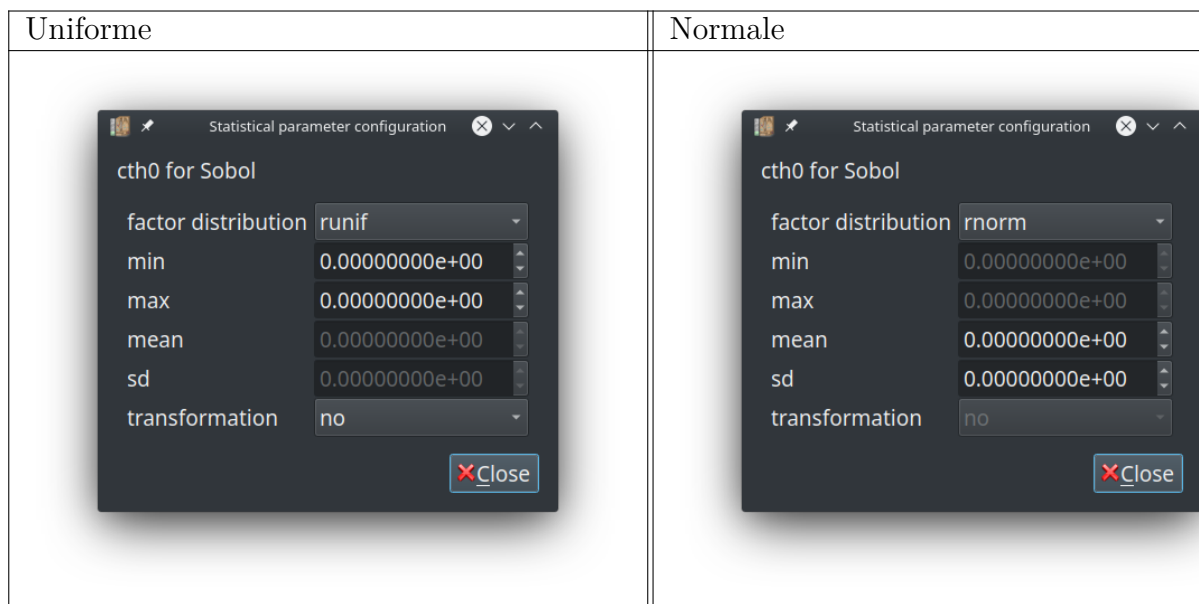 Uniforme
Statistical parameter configuration
cth0 for Sobol
factor distribution runif
min 0.00000000e+00
max 0.00000000e+00
mean 0.00000000e+00
sd 0.00000000e+00
transformation no
Close
Normale
Statistical parameter configuration
cth0 for Sobol
factor distribution rnorm
min 0.00000000e+00
max 0.00000000e+00
mean 0.00000000e+00
sd 0.00000000e+00
transformation no
Close